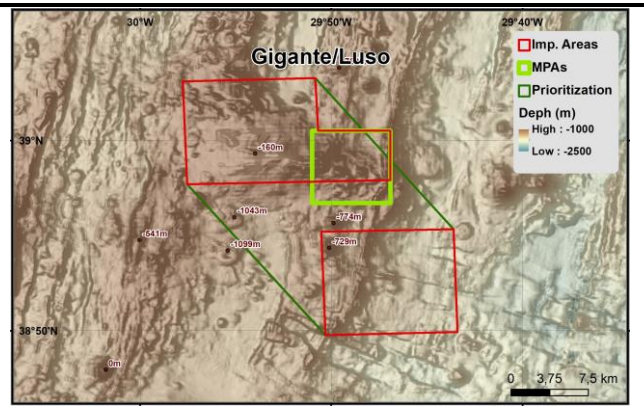 30°W 29°50'W 29°40'W
Gigante/Luso
Imp. Areas
MPAs
Prioritization
Deph (m)
High : -1000
Low : -2500
39°N
-160m
-1043m
-774m
-541m
-1099m
-729m
38°50'N
0m
0 3,75 7,5 km